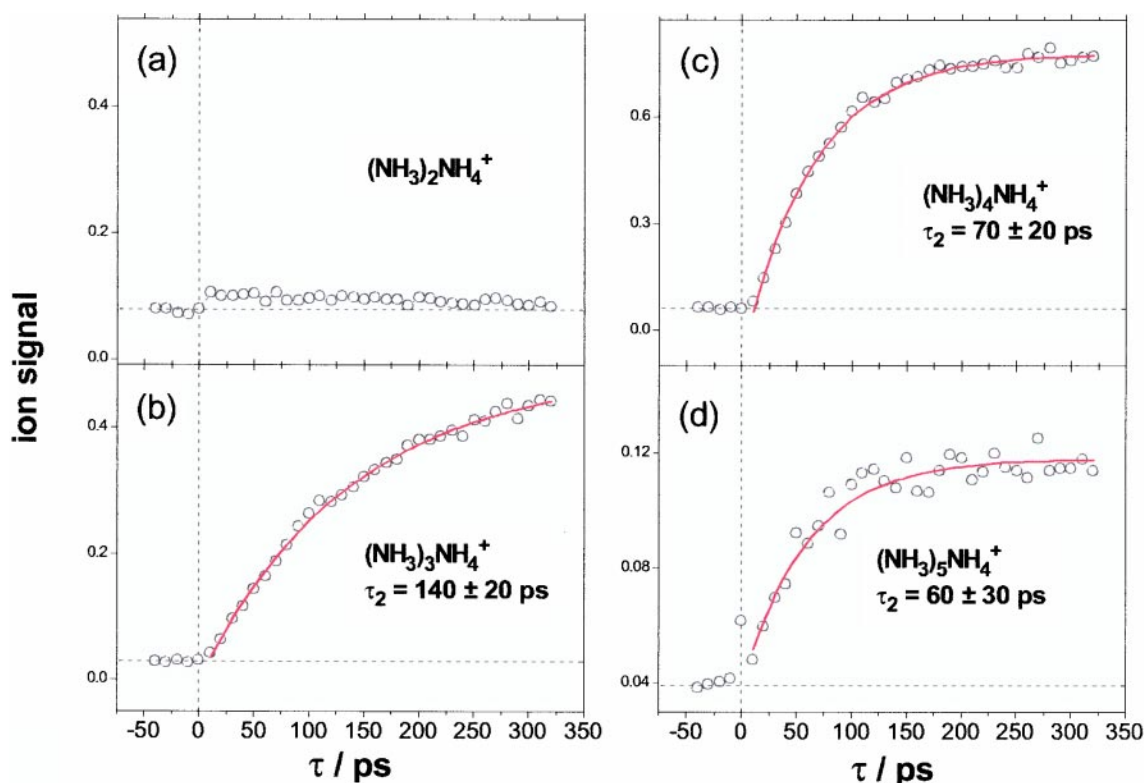 ion signal
(a)
(NH₃)₂NH₄⁺
0.4
0.2
0.0
(b)
(NH₃)₃NH₄⁺
τ₂ = 140 ± 20 ps
0.4
0.2
0.0
-50 0 50 100 150 200 250 300 350
τ / ps
(c)
(NH₃)₄NH₄⁺
τ₂ = 70 ± 20 ps
0.6
0.3
0.0
(d)
(NH₃)₅NH₄⁺
τ₂ = 60 ± 30 ps
0.12
0.08
0.04
-50 0 50 100 150 200 250 300 350
τ / ps